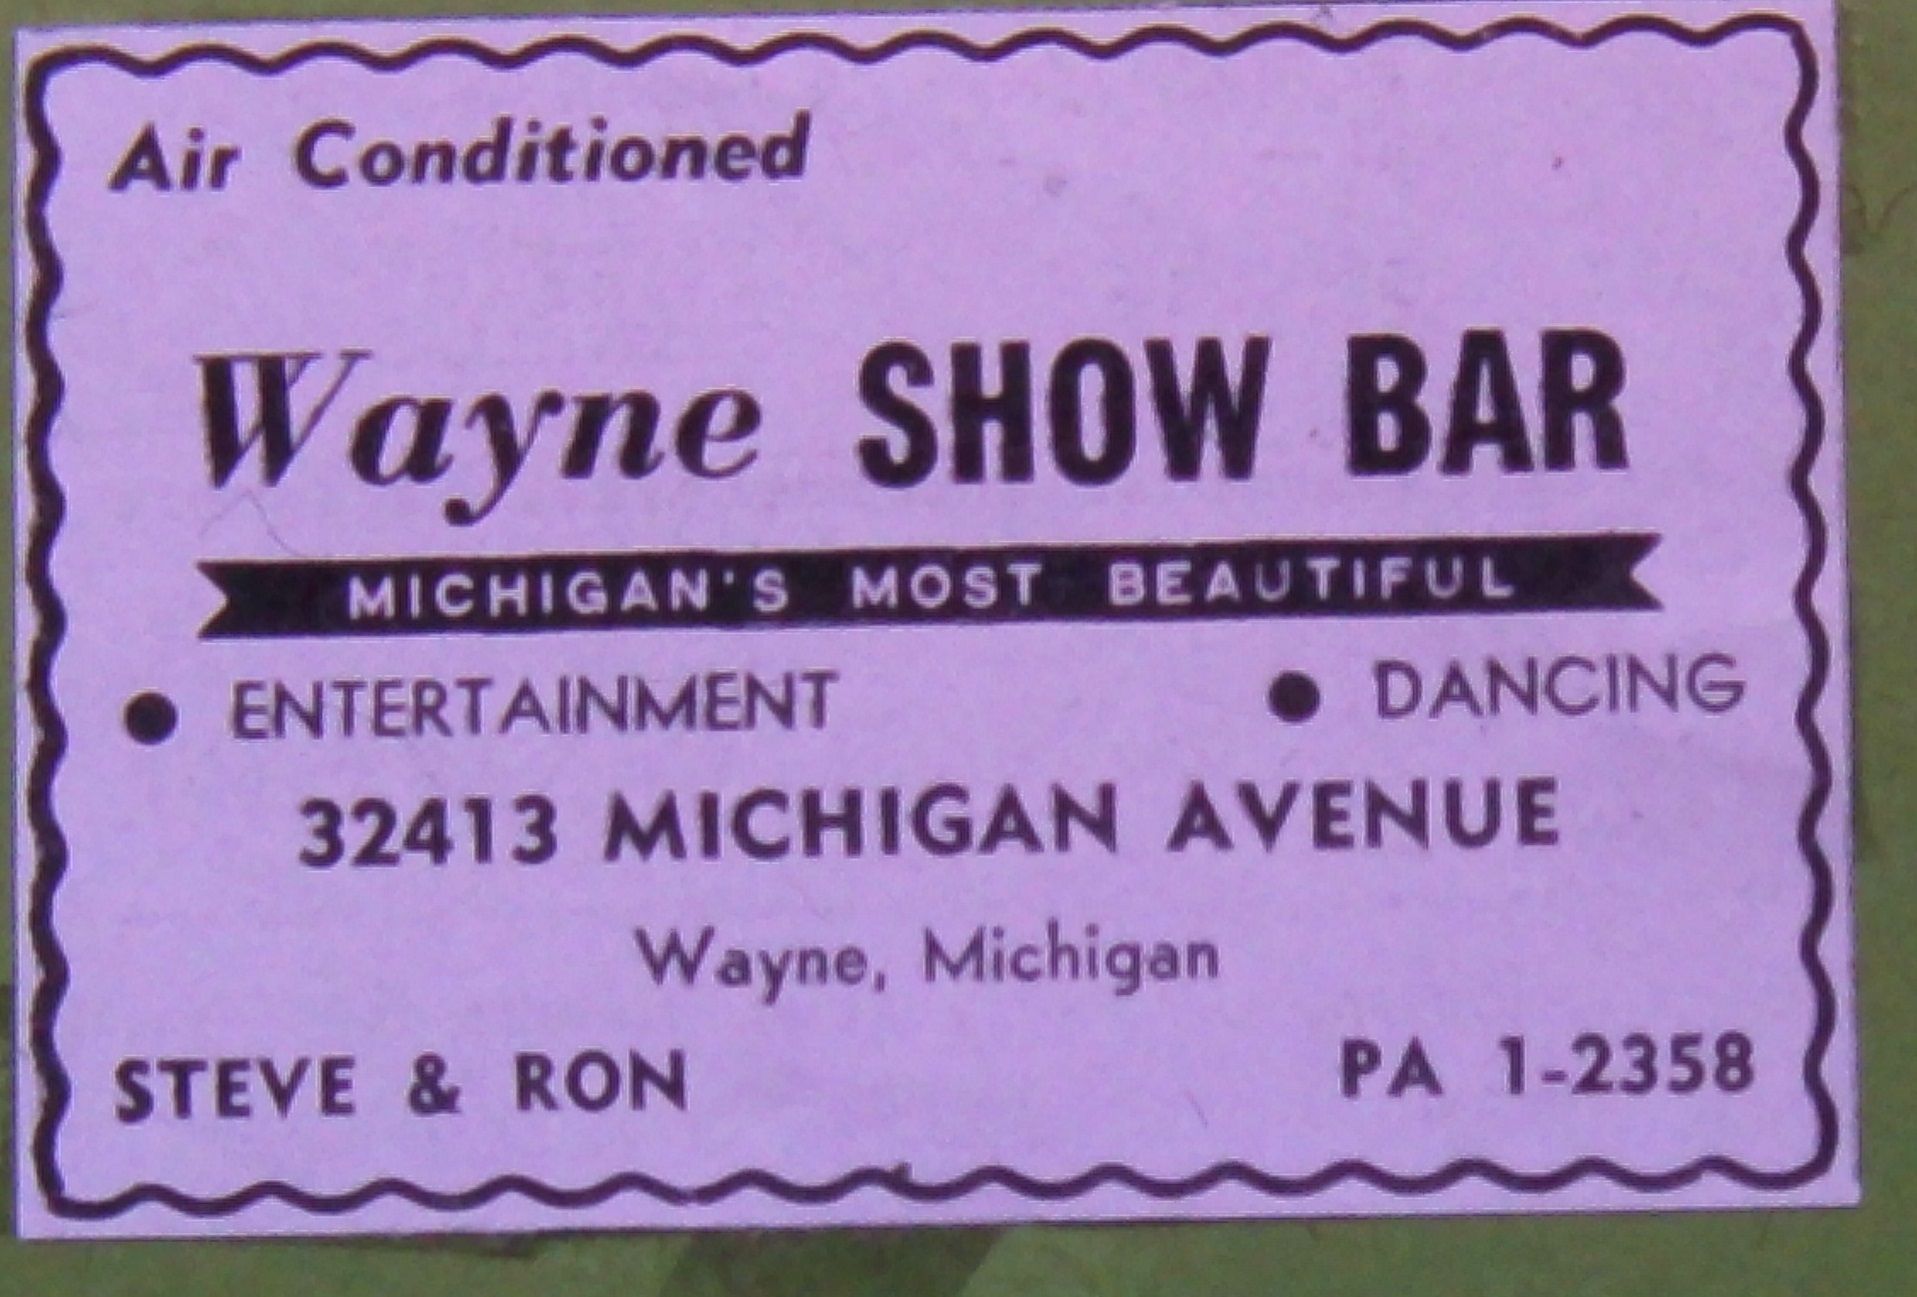 Air Conditioned
Wayne SHOW BAR
MICHIGAN'S MOST BEAUTIFUL
● ENTERTAINMENT ● DANCING
32413 MICHIGAN AVENUE
Wayne, Michigan
STEVE & RON PA 1-2358